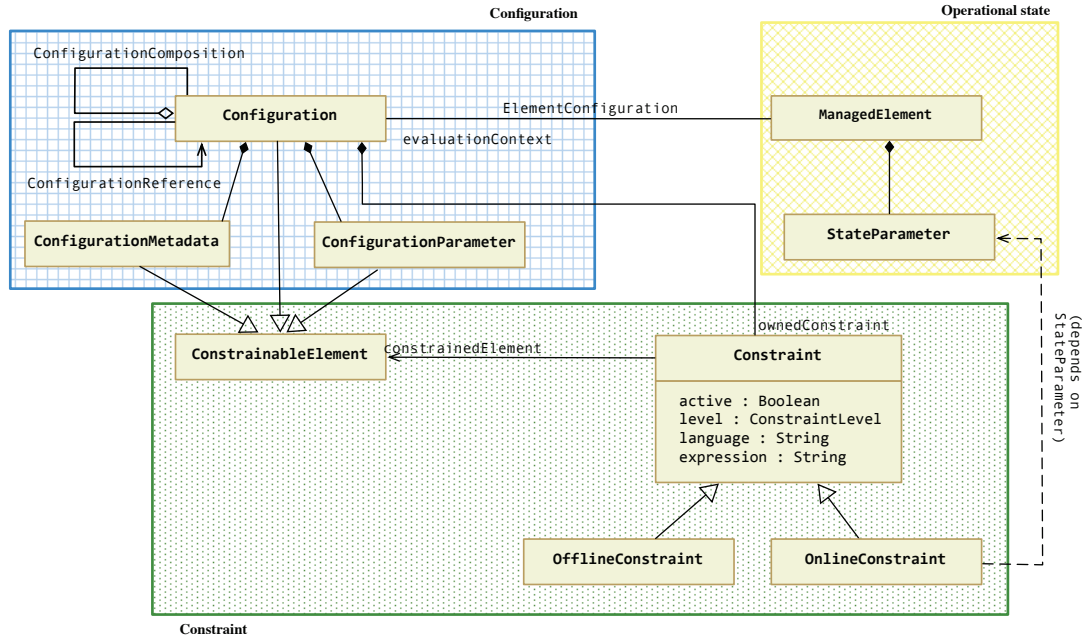 Configuration
Operational state
ConfigurationComposition
Configuration
ElementConfiguration
ManagedElement
evaluationContext
ConfigurationReference
ConfigurationMetadata
ConfigurationParameter
StateParameter
(depends on
StateParameter)
ownedConstraint
ConstrainableElement
constrainedElement
Constraint
active : Boolean
level : ConstraintLevel
language : String
expression : String
OfflineConstraint
OnlineConstraint
Constraint